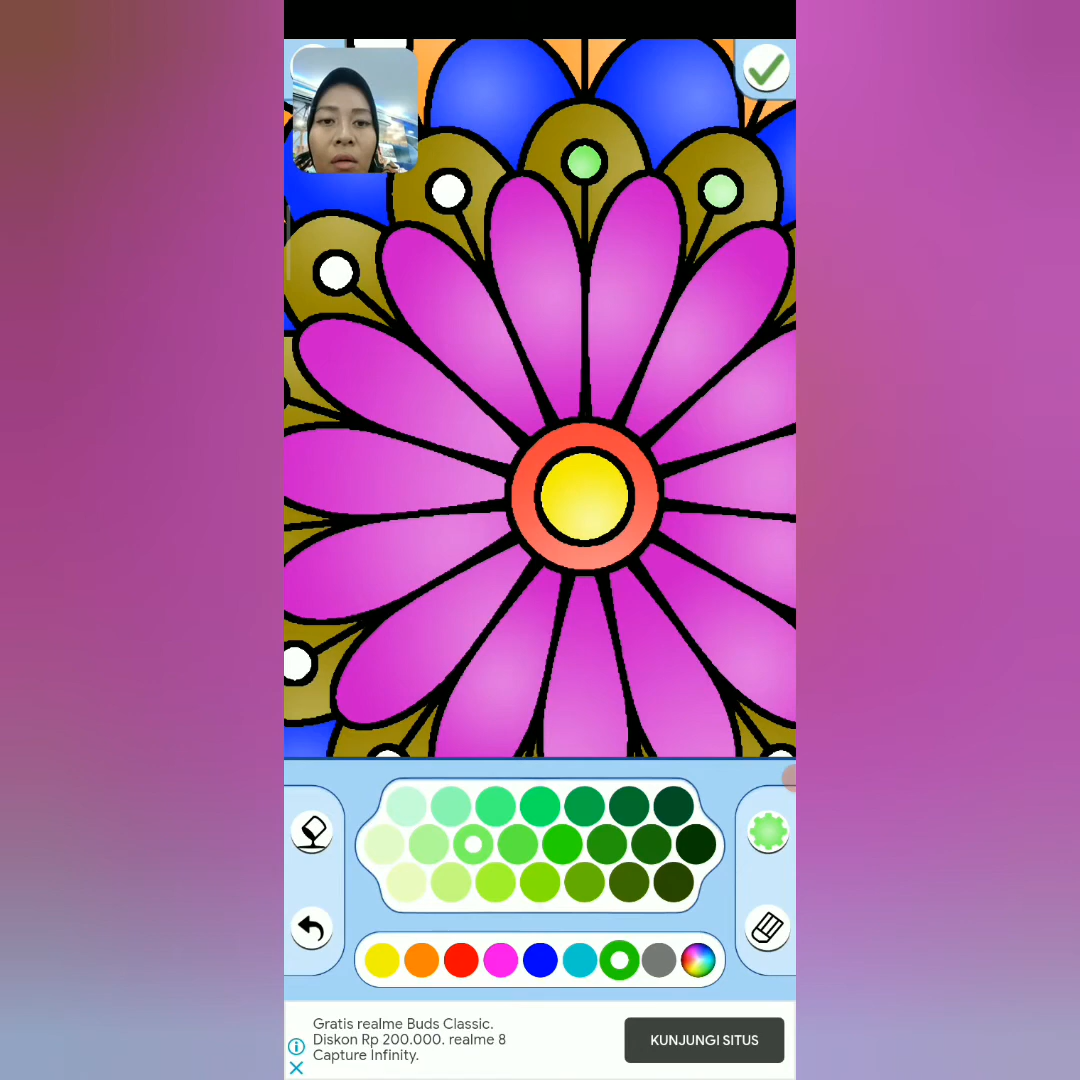 Gratis realme Buds Classic.
Diskon Rp 200.000. realme 8
Capture Infinity.
KUNJUNGI SITUS